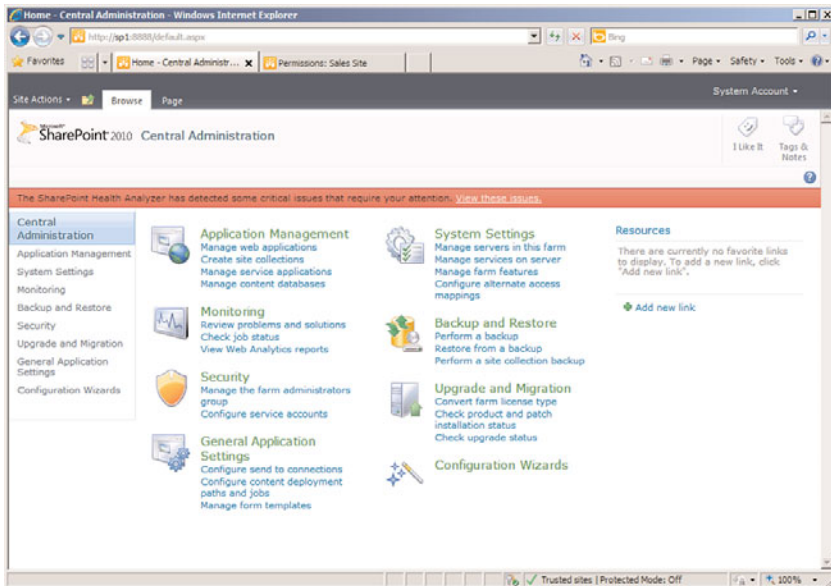 Home - Central Administration - Windows Internet Explorer
http://sp1:8888/default.aspx
Bing
Favorites
Home - Central Administr...
Permissions: Sales Site
Page
Safety
Tools
Site Actions
Browse
Page
System Account
Microsoft
SharePoint 2010
Central Administration
I Like It
Tags &
Notes
The SharePoint Health Analyzer has detected some critical issues that require your attention. View these issues.
Central
Administration
Application Management
System Settings
Monitoring
Backup and Restore
Security
Upgrade and Migration
General Application
Settings
Configuration Wizards
Application Management
Manage web applications
Create site collections
Manage service applications
Manage content databases
Monitoring
Review problems and solutions
Check job status
View Web Analytics reports
Security
Manage the farm administrators
group
Configure service accounts
General Application
Settings
Configure send to connections
Configure content deployment
paths and jobs
Manage form templates
System Settings
Manage servers in this farm
Manage services on server
Manage farm features
Configure alternate access
mappings
Backup and Restore
Perform a backup
Restore from a backup
Perform a site collection backup
Upgrade and Migration
Convert farm license type
Check product and patch
installation status
Check upgrade status
Configuration Wizards
Resources
There are currently no favorite links
to display. To add a new link, click
"Add new link".
Add new link
Trusted sites | Protected Mode: Off
100%